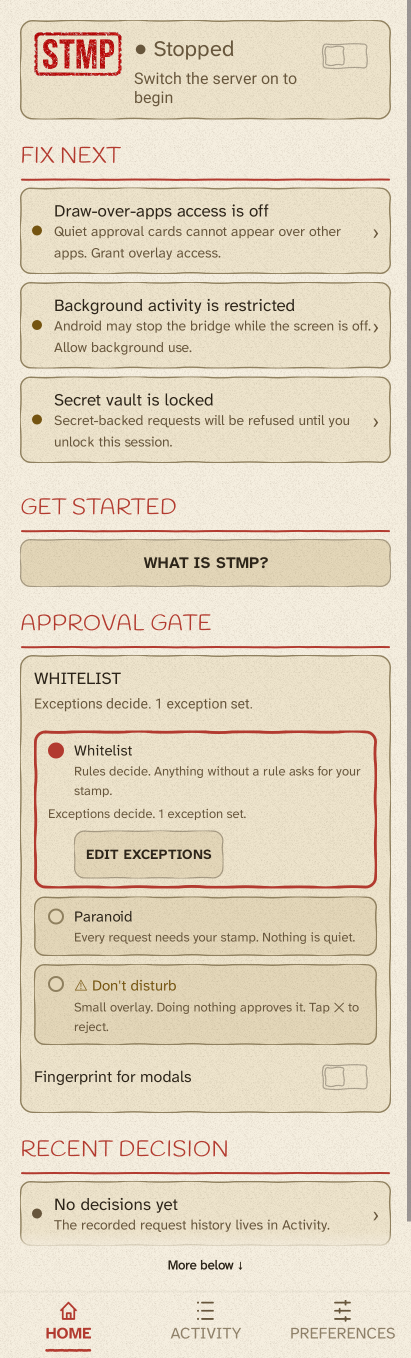 STMP
● Stopped
Switch the server on to
begin
FIX NEXT
Draw-over-apps access is off
Quiet approval cards cannot appear over other
apps. Grant overlay access.
Background activity is restricted
Android may stop the bridge while the screen is off.
Allow background use.
Secret vault is locked
Secret-backed requests will be refused until you
unlock this session.
GET STARTED
WHAT IS STMP?
APPROVAL GATE
WHITELIST
Exceptions decide. 1 exception set.
Whitelist
Rules decide. Anything without a rule asks for your
stamp.
Exceptions decide. 1 exception set.
EDIT EXCEPTIONS
Paranoid
Every request needs your stamp. Nothing is quiet.
⚠ Don't disturb
Small overlay. Doing nothing approves it. Tap ✕ to
reject.
Fingerprint for modals
RECENT DECISION
No decisions yet
The recorded request history lives in Activity.
More below ↓
HOME
ACTIVITY
PREFERENCES